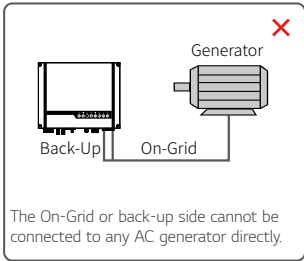 Generator
Back-Up On-Grid
The On-Grid or back-up side cannot be
connected to any AC generator directly.